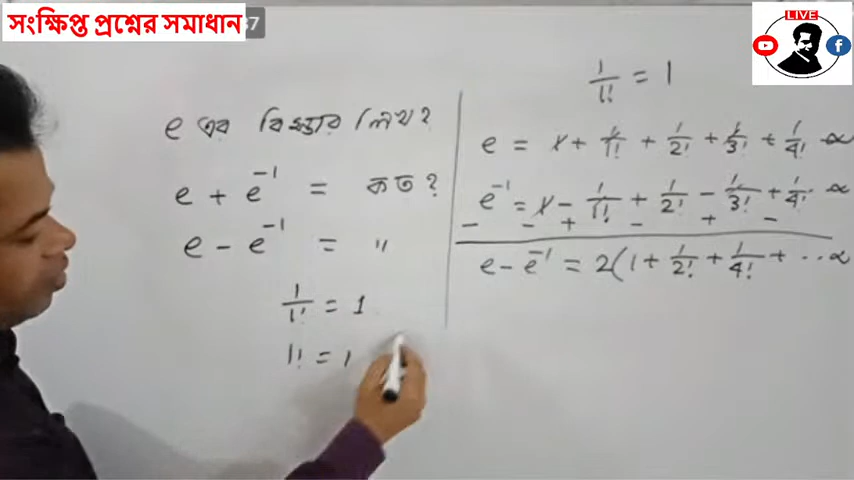 সংক্ষিপ্ত প্রশ্নের সমাধান
37
LIVE
e এর বিস্তার লিখ?
e + e⁻¹ = কত?
e - e⁻¹ = "
1/1! = 1
1! = 1
1/1! = 1
e = 1 + 1/1! + 1/2! + 1/3! + 1/4! ∝
e⁻¹ = 1 - 1/1! + 1/2! - 1/3! + 1/4! ∝
- - + - + -
e - e⁻¹ = 2(1 + 1/2! + 1/4! + ·· ∝